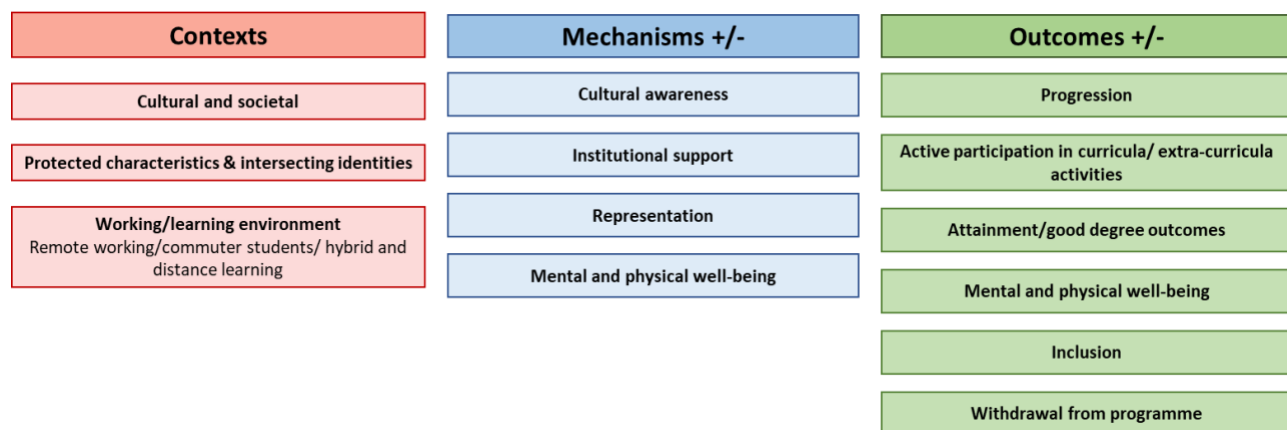 Contexts
Cultural and societal
Protected characteristics & intersecting identities
Working/learning environment
Remote working/commuter students/ hybrid and
distance learning
Mechanisms +/-
Cultural awareness
Institutional support
Representation
Mental and physical well-being
Outcomes +/-
Progression
Active participation in curricula/ extra-curricula
activities
Attainment/good degree outcomes
Mental and physical well-being
Inclusion
Withdrawal from programme